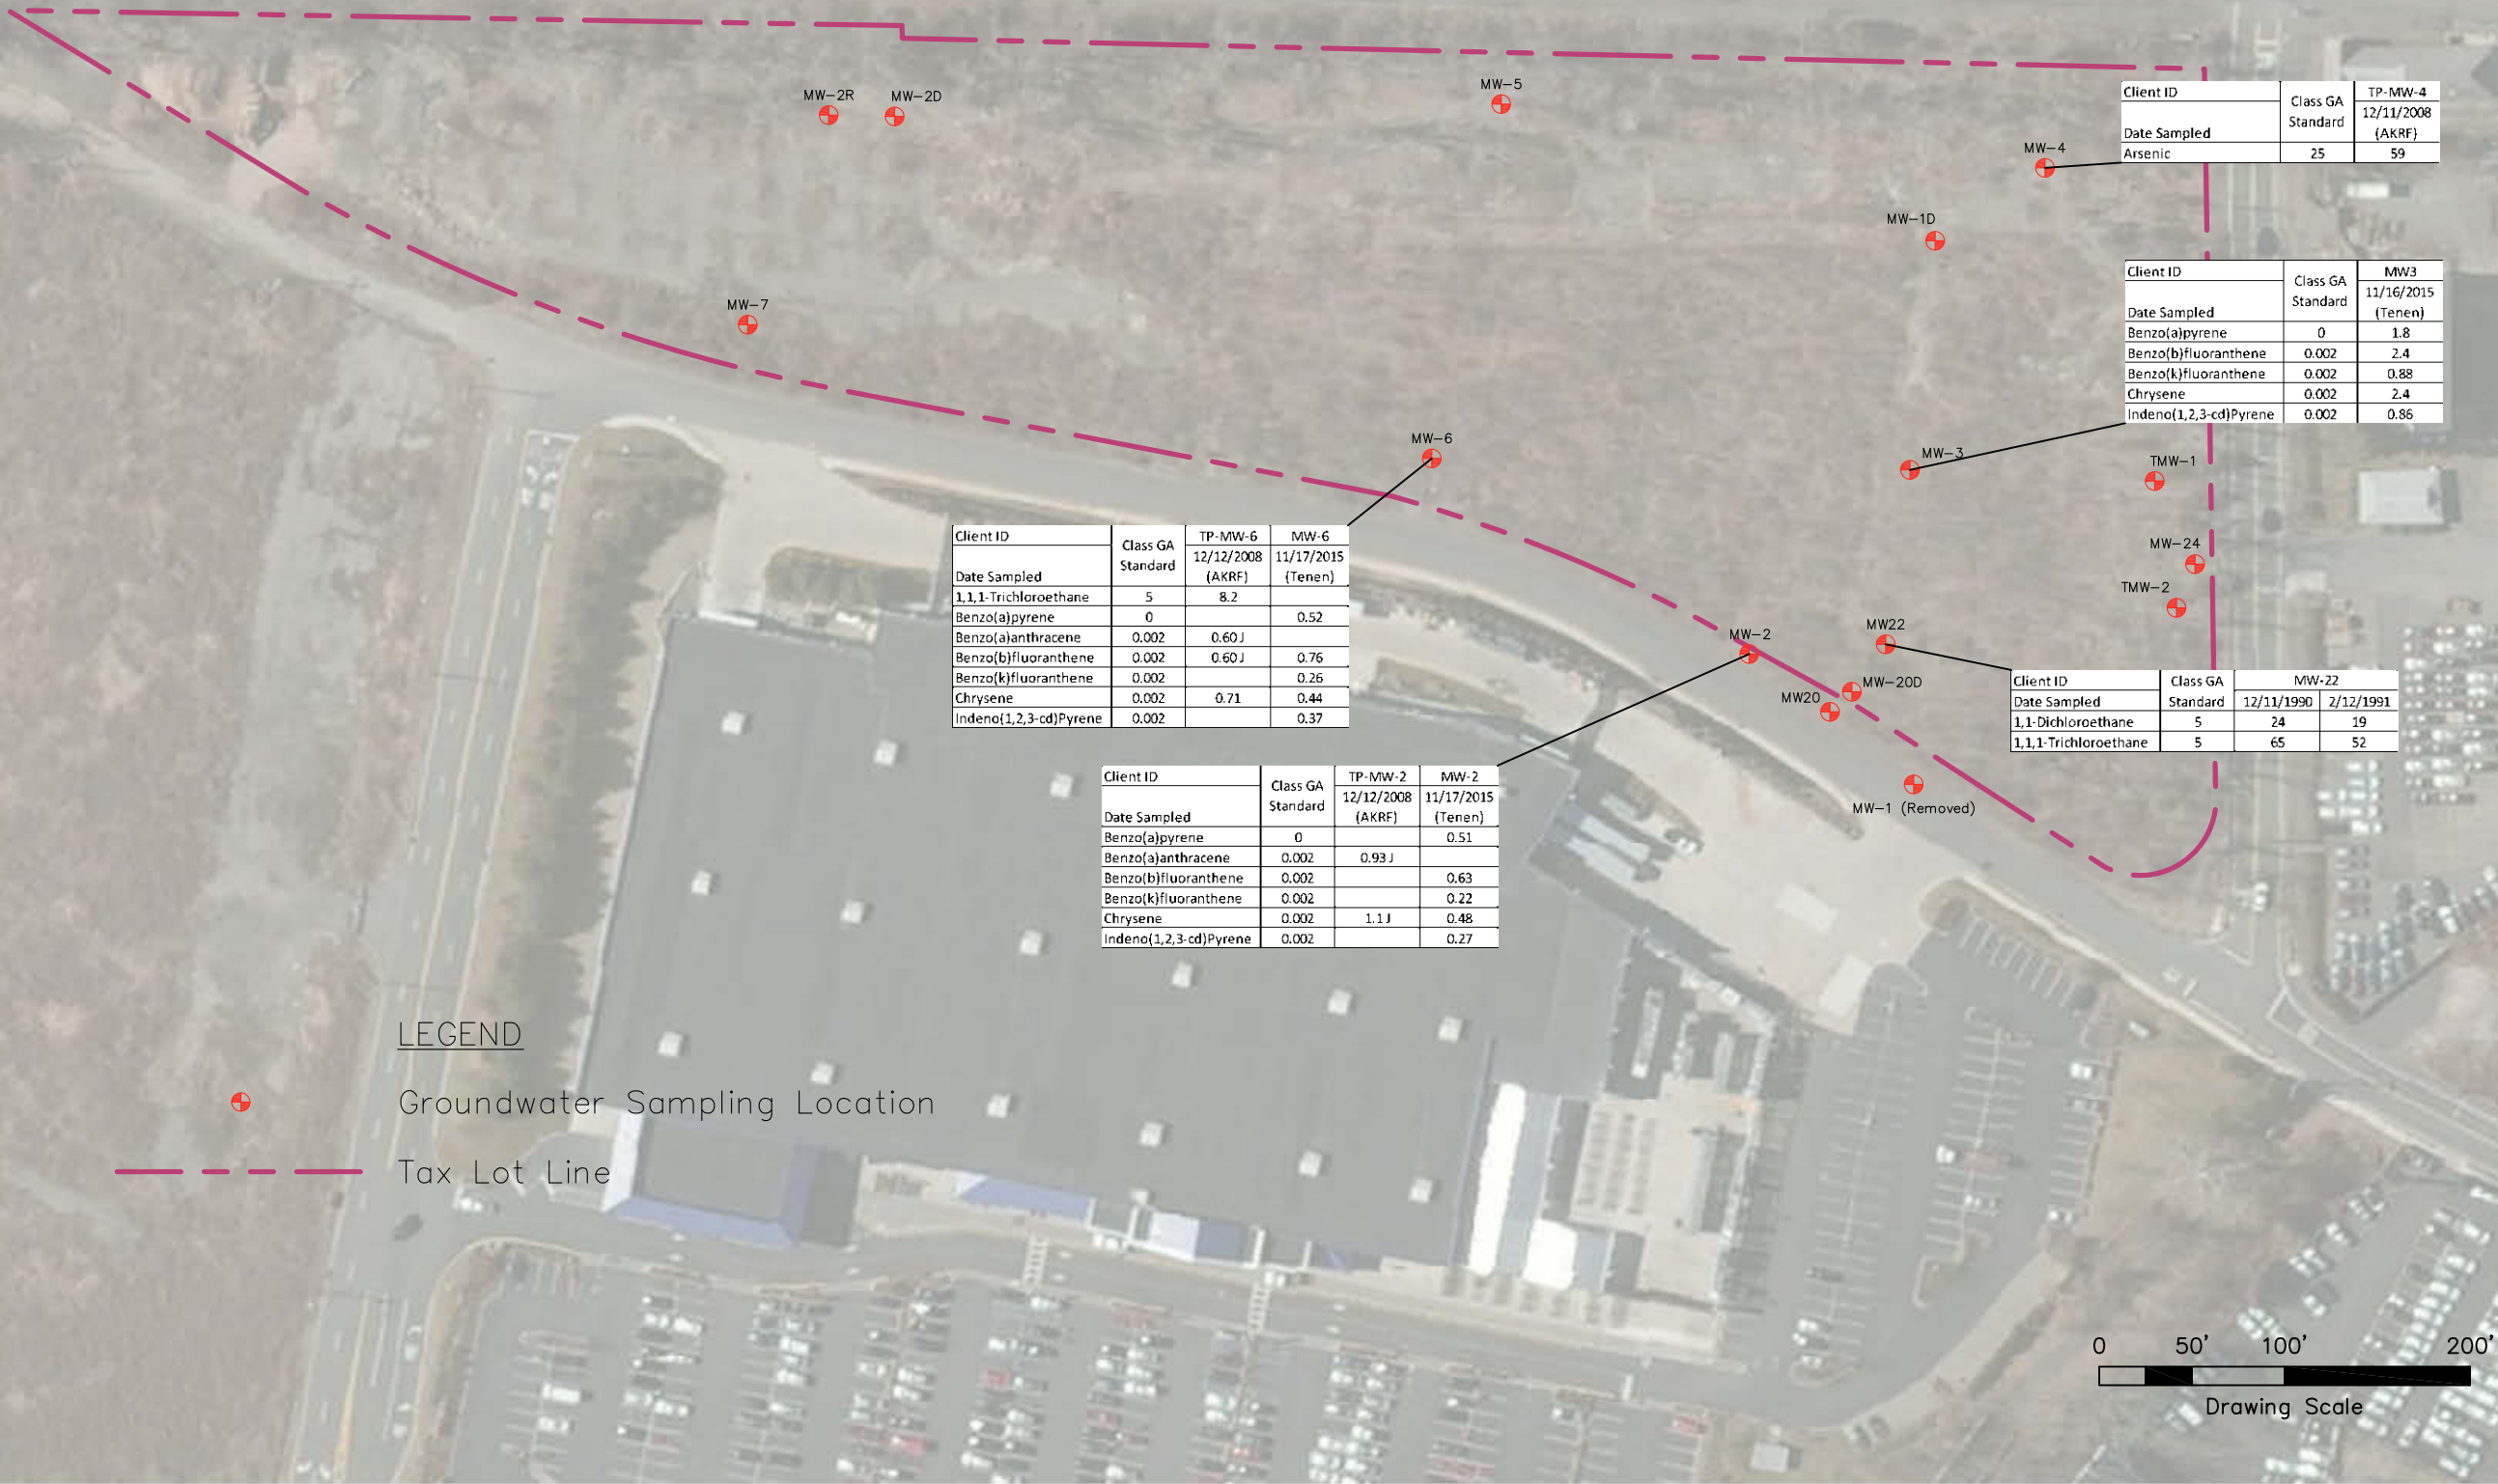 MW-2R
MW-2D
MW-5
MW-4
MW-1D
MW-7
MW-6
MW-3
TMW-1
MW-24
TMW-2
MW22
MW-2
MW-20D
MW20
MW-1 (Removed)
Client ID Class GA Standard TP-MW-4
Date Sampled 12/11/2008 (AKRF)
Arsenic 25 59
Client ID Class GA Standard MW3
Date Sampled 11/16/2015 (Tenen)
Benzo(a)pyrene 0 1.8
Benzo(b)fluoranthene 0.002 2.4
Benzo(k)fluoranthene 0.002 0.88
Chrysene 0.002 2.4
Indeno(1,2,3-cd)Pyrene 0.002 0.86
Client ID Class GA Standard TP-MW-6 MW-6
Date Sampled 12/12/2008 (AKRF) 11/17/2015 (Tenen)
1,1,1-Trichloroethane 5 8.2
Benzo(a)pyrene 0 0.52
Benzo(a)anthracene 0.002 0.60 J
Benzo(b)fluoranthene 0.002 0.60 J 0.76
Benzo(k)fluoranthene 0.002 0.26
Chrysene 0.002 0.71 0.44
Indeno(1,2,3-cd)Pyrene 0.002 0.37
Client ID Class GA MW-22
Date Sampled Standard 12/11/1990 2/12/1991
1,1-Dichloroethane 5 24 19
1,1,1-Trichloroethane 5 65 52
Client ID Class GA Standard TP-MW-2 MW-2
Date Sampled 12/12/2008 (AKRF) 11/17/2015 (Tenen)
Benzo(a)pyrene 0 0.51
Benzo(a)anthracene 0.002 0.93 J
Benzo(b)fluoranthene 0.002 0.63
Benzo(k)fluoranthene 0.002 0.22
Chrysene 0.002 1.1 J 0.48
Indeno(1,2,3-cd)Pyrene 0.002 0.27
LEGEND
Groundwater Sampling Location
Tax Lot Line
0 50' 100' 200'
Drawing Scale